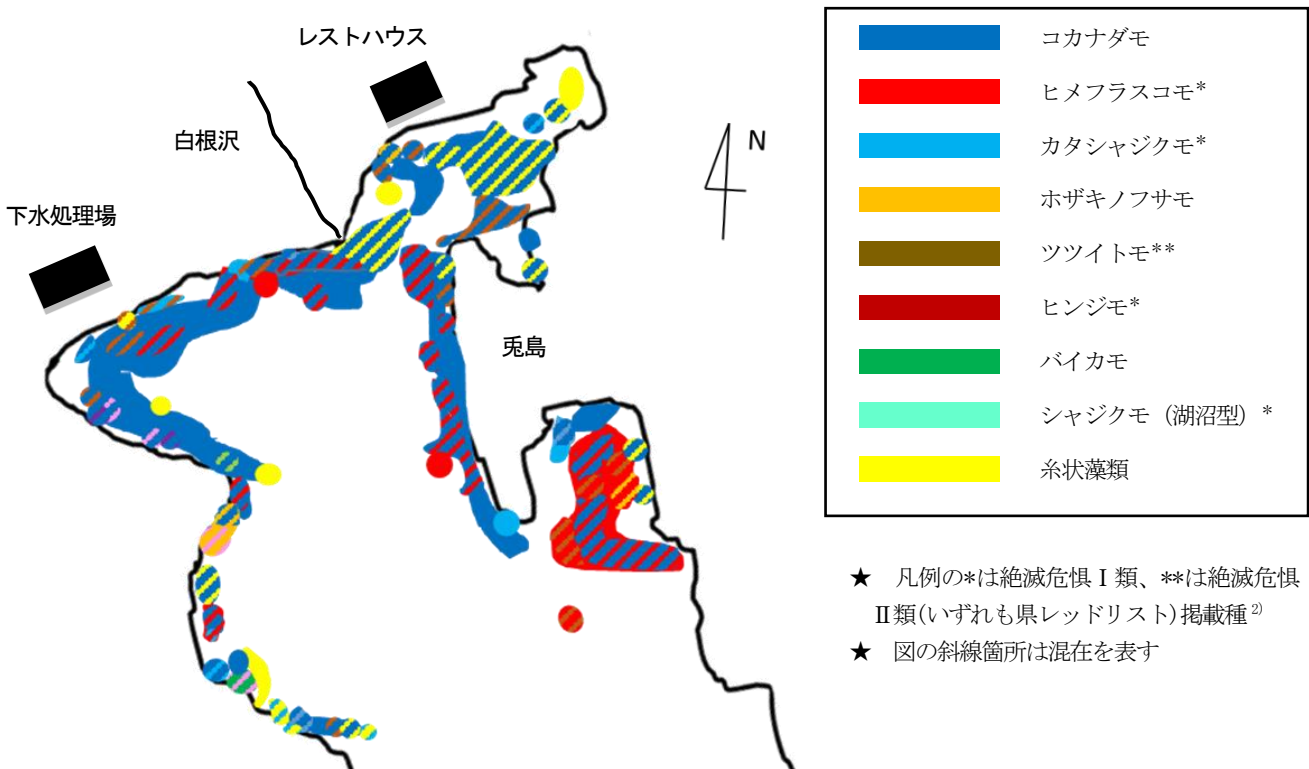 レストハウス
白根沢
下水処理場
N
兎島
コカナダモ
ヒメフラスコモ*
カタシャジクモ*
ホザキノフサモ
ツツイトモ**
ヒンジモ*
バイカモ
シャジクモ（湖沼型）*
糸状藻類
★ 凡例の*は絶滅危惧Ⅰ類、**は絶滅危惧
Ⅱ類(いずれも県レッドリスト)掲載種2)
★ 図の斜線箇所は混在を表す